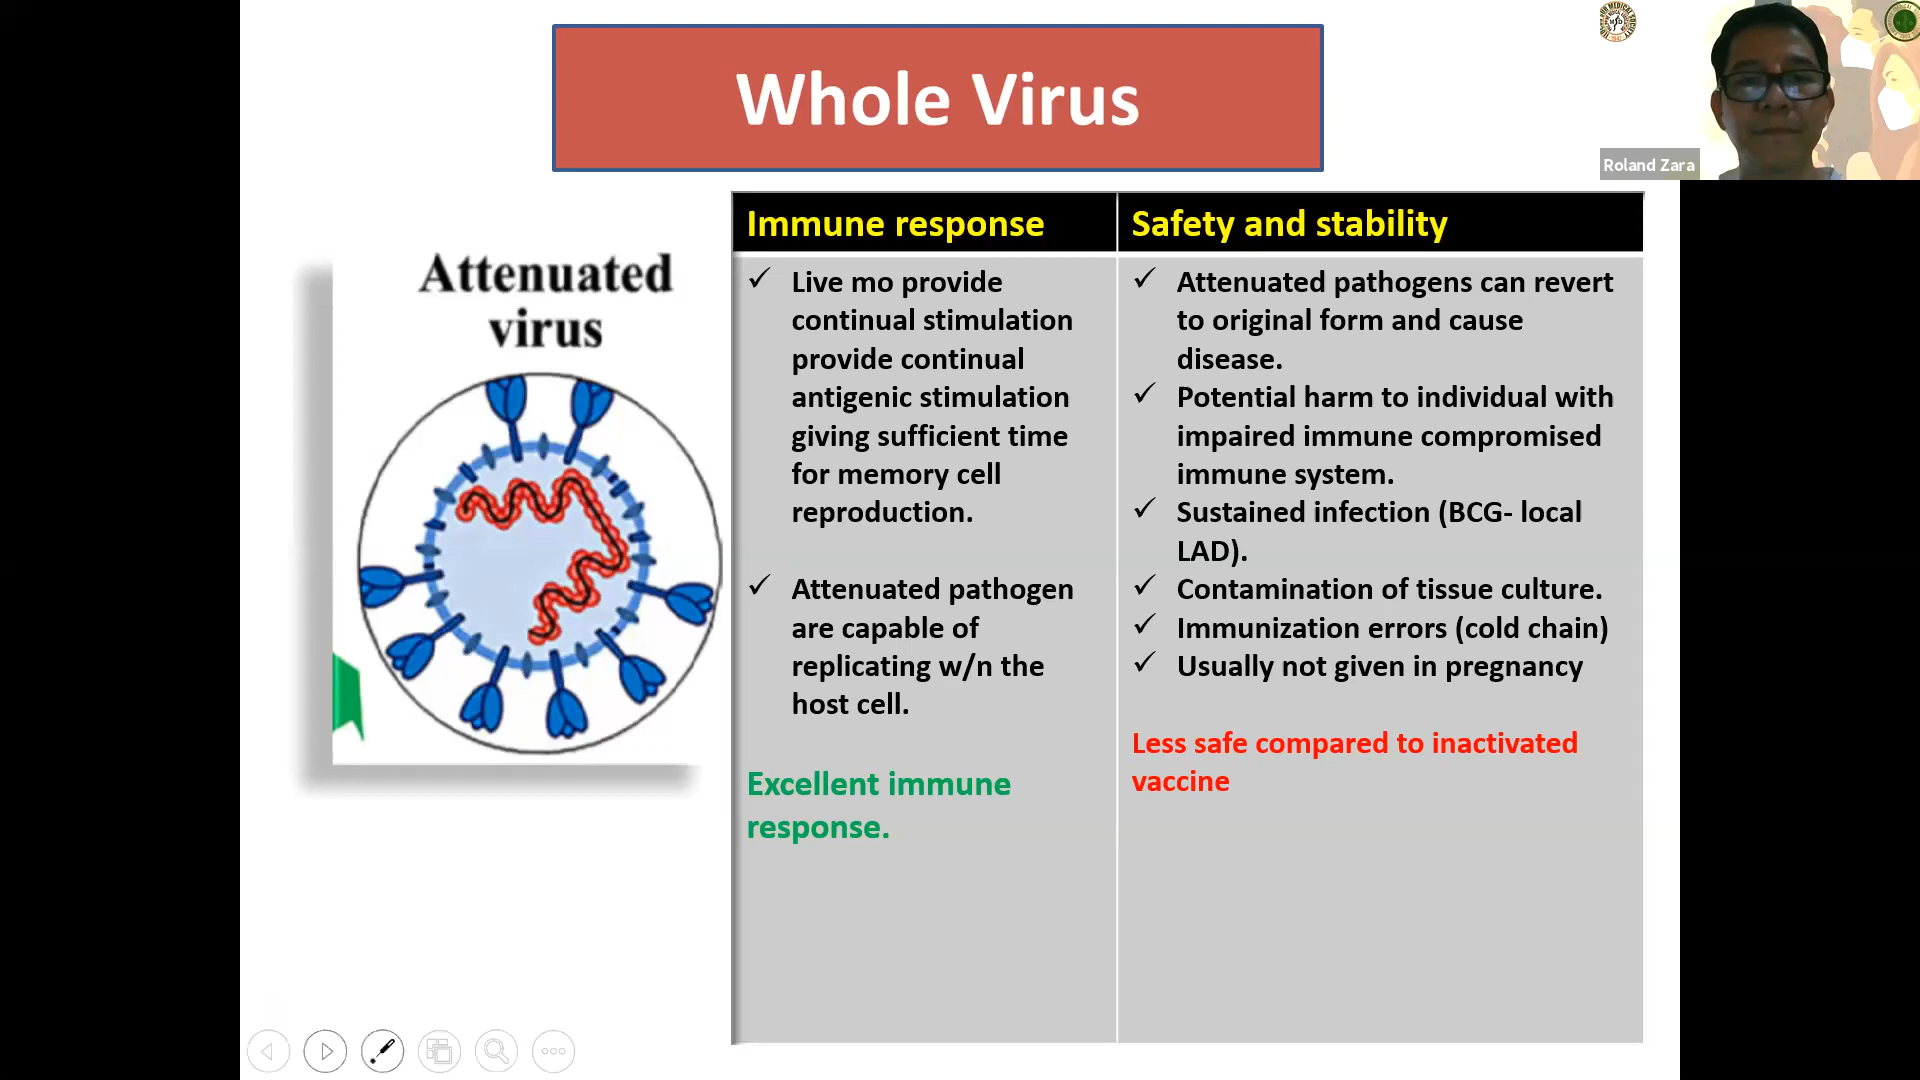 Whole Virus
Roland Zara
Attenuated
virus
Immune response
✓ Live mo provide
continual stimulation
provide continual
antigenic stimulation
giving sufficient time
for memory cell
reproduction.
✓ Attenuated pathogen
are capable of
replicating w/n the
host cell.
Excellent immune
response.
Safety and stability
✓ Attenuated pathogens can revert
to original form and cause
disease.
✓ Potential harm to individual with
impaired immune compromised
immune system.
✓ Sustained infection (BCG- local
LAD).
✓ Contamination of tissue culture.
✓ Immunization errors (cold chain)
✓ Usually not given in pregnancy
Less safe compared to inactivated
vaccine